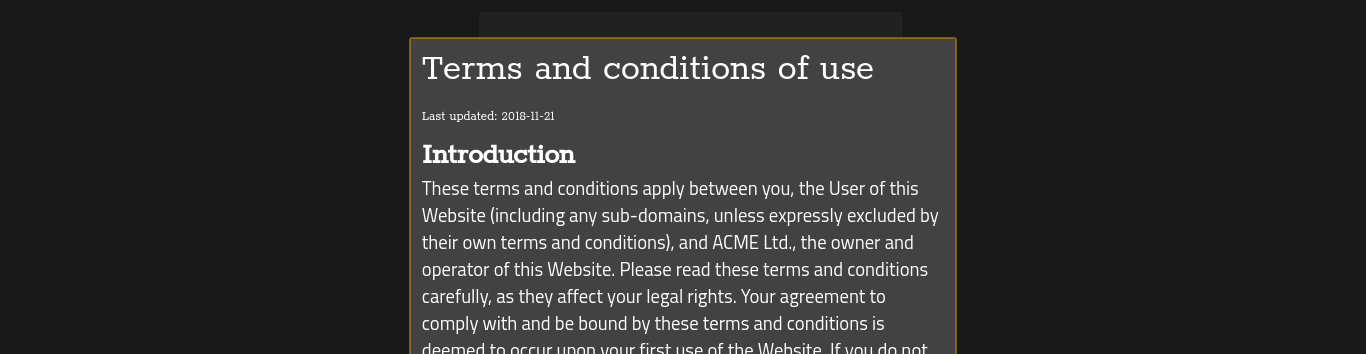 Terms and conditions of use
Last updated: 2018-11-21
Introduction
These terms and conditions apply between you, the User of this
Website (including any sub-domains, unless expressly excluded by
their own terms and conditions), and ACME Ltd., the owner and
operator of this Website. Please read these terms and conditions
carefully, as they affect your legal rights. Your agreement to
comply with and be bound by these terms and conditions is
deemed to occur upon your first use of the Website. If you do not